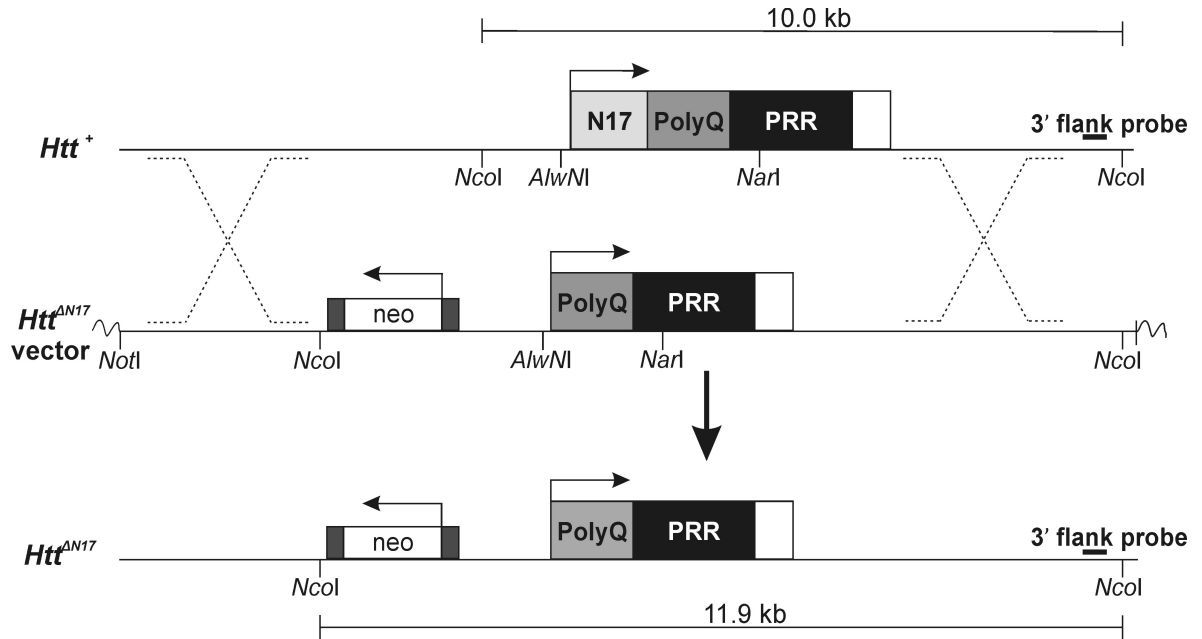 10.0 kb
N17 PolyQ PRR
3' flank probe
Htt +
NcoI AlwNI NarI NcoI
neo PolyQ PRR
HttΔN17
vector
NotI NcoI AlwNI NarI NcoI
neo PolyQ PRR
3' flank probe
HttΔN17
NcoI NcoI
11.9 kb